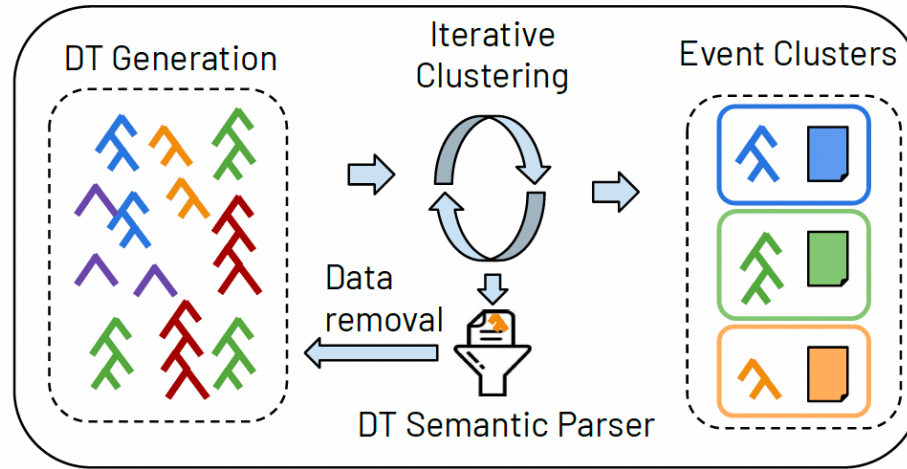 DT Generation
Iterative
Clustering
Event Clusters
Data
removal
DT Semantic Parser